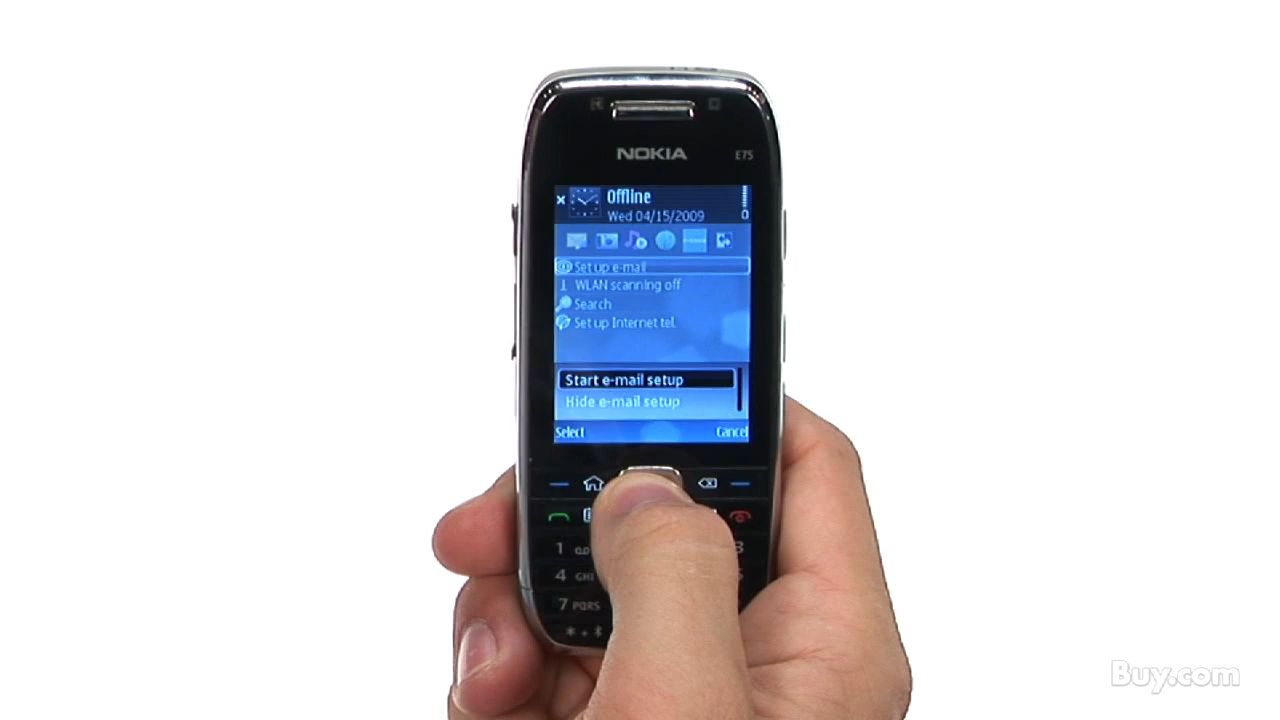 NOKIA
E75
Offline
Wed 04/15/2009
Set up e-mail
WLAN scanning off
Search
Set up Internet tel.
Start e-mail setup
Hide e-mail setup
Select Cancel
1
4 GHI
7 PQRS
* +
Buy.com